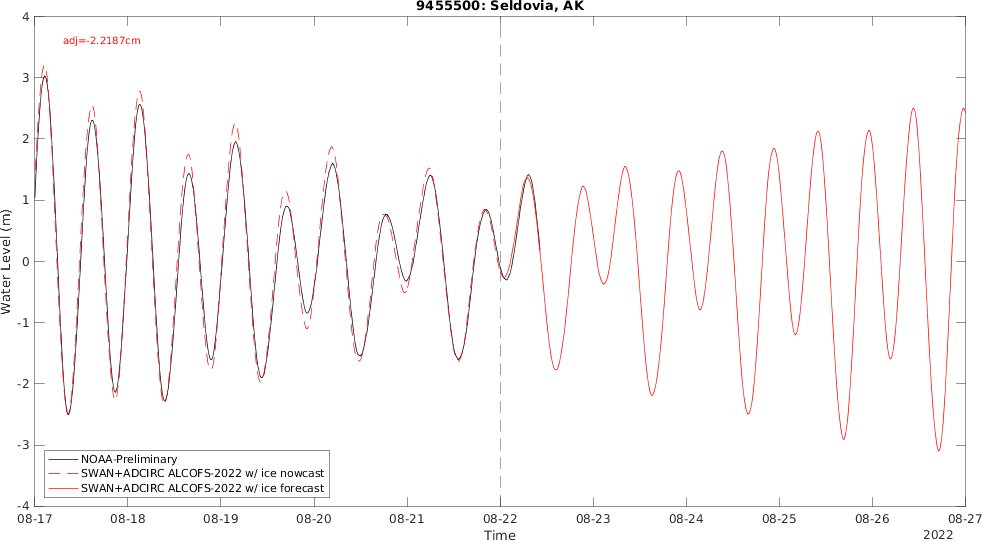 9455500: Seldovia, AK
adj=-2.2187cm
4
3
2
1
0
-1
-2
-3
-4
Water Level (m)
NOAA-Preliminary
SWAN+ADCIRC ALCOFS-2022 w/ ice nowcast
SWAN+ADCIRC ALCOFS-2022 w/ ice forecast
08-17 08-18 08-19 08-20 08-21 08-22 08-23 08-24 08-25 08-26 08-27
Time
2022